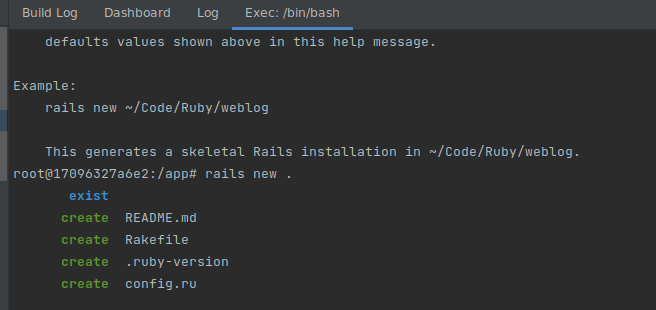 Build Log Dashboard Log Exec: /bin/bash
defaults values shown above in this help message.
Example:
rails new ~/Code/Ruby/weblog
This generates a skeletal Rails installation in ~/Code/Ruby/weblog.
root@17096327a6e2:/app# rails new .
exist
create README.md
create Rakefile
create .ruby-version
create config.ru